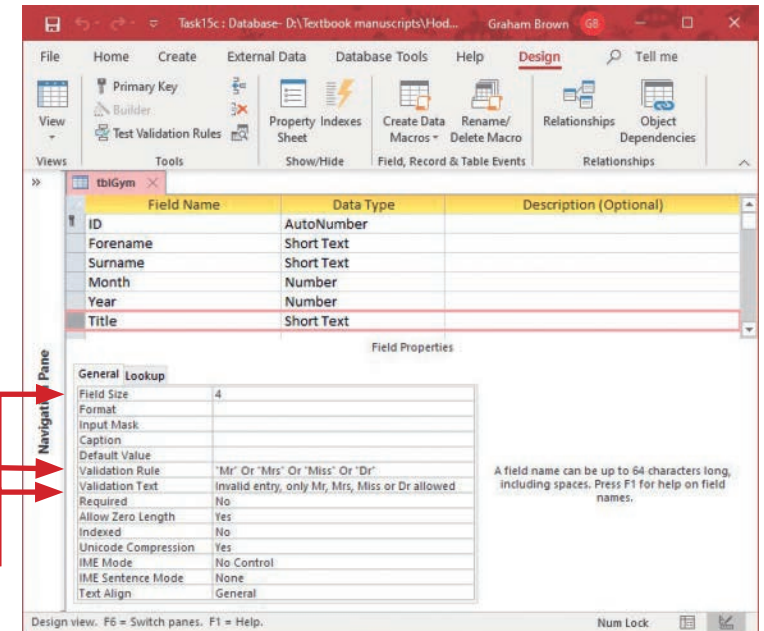 Task15c : Database- D:\Textbook manuscripts\Hod... Graham Brown GB
File Home Create External Data Database Tools Help Design Tell me
View
Primary Key
Builder
Test Validation Rules
Property Sheet
Indexes
Create Data Macros
Rename/ Delete Macro
Relationships
Object Dependencies
Views Tools Show/Hide Field, Record & Table Events Relationships
» tblGym
Field Name Data Type Description (Optional)
ID AutoNumber
Forename Short Text
Surname Short Text
Month Number
Year Number
Title Short Text
Field Properties
Navigation Pane
General Lookup
Field Size 4
Format
Input Mask
Caption
Default Value
Validation Rule "Mr" Or "Mrs" Or "Miss" Or "Dr"
Validation Text Invalid entry, only Mr, Mrs, Miss or Dr allowed
Required No
Allow Zero Length Yes
Indexed No
Unicode Compression Yes
IME Mode No Control
IME Sentence Mode None
Text Align General
A field name can be up to 64 characters long,
including spaces. Press F1 for help on field
names.
Design view. F6 = Switch panes. F1 = Help. Num Lock